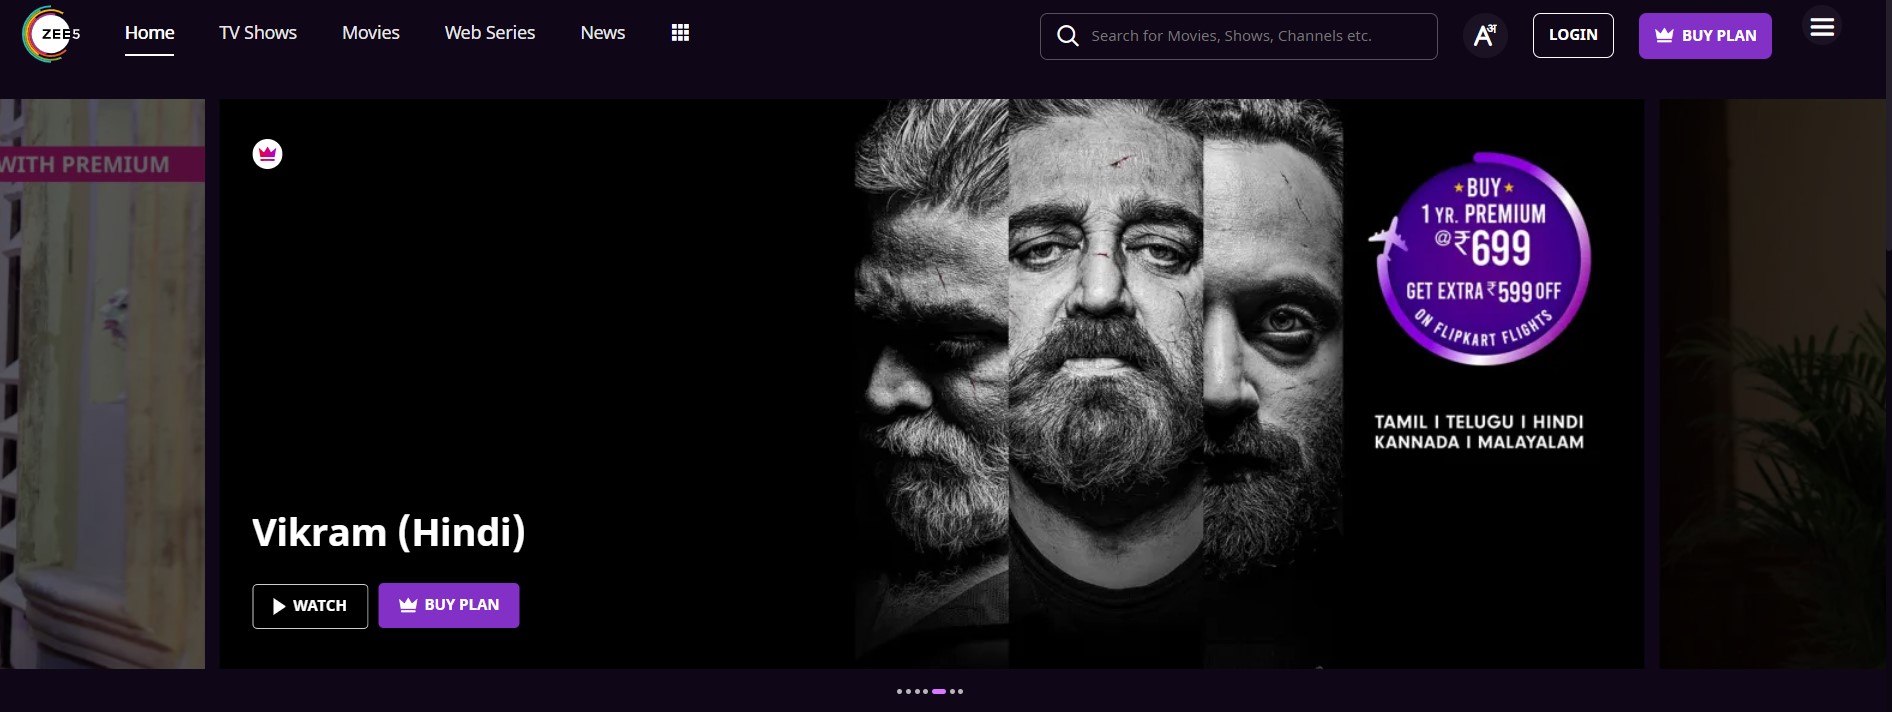 ZEE5
Home
TV Shows
Movies
Web Series
News
Search for Movies, Shows, Channels etc.
Aअ
LOGIN
BUY PLAN
WITH PREMIUM
BUY
1 YR. PREMIUM
@₹699
GET EXTRA ₹599 OFF
ON FLIPKART FLIGHTS
TAMIL I TELUGU I HINDI
KANNADA I MALAYALAM
Vikram (Hindi)
WATCH
BUY PLAN